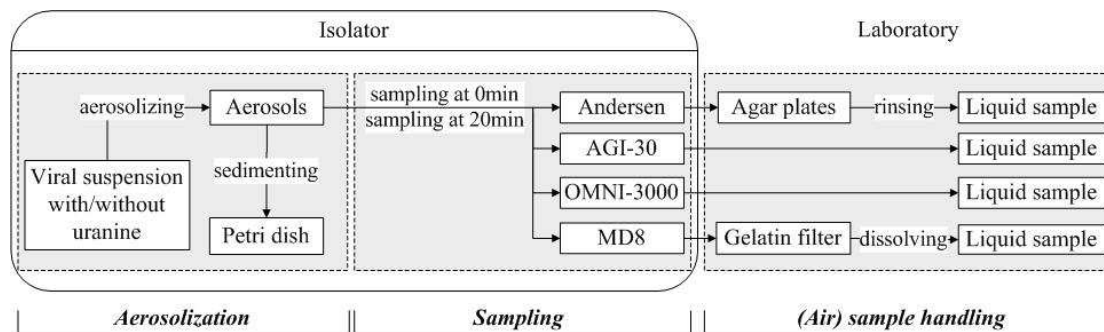 Isolator
Laboratory
aerosolizing
Aerosols
sampling at 0min
sampling at 20min
Andersen
Agar plates
rinsing
Liquid sample
AGI-30
Liquid sample
Viral suspension
with/without
uranine
sedimenting
OMNI-3000
Liquid sample
Petri dish
MD8
Gelatin filter
dissolving
Liquid sample
Aerosolization
Sampling
(Air) sample handling